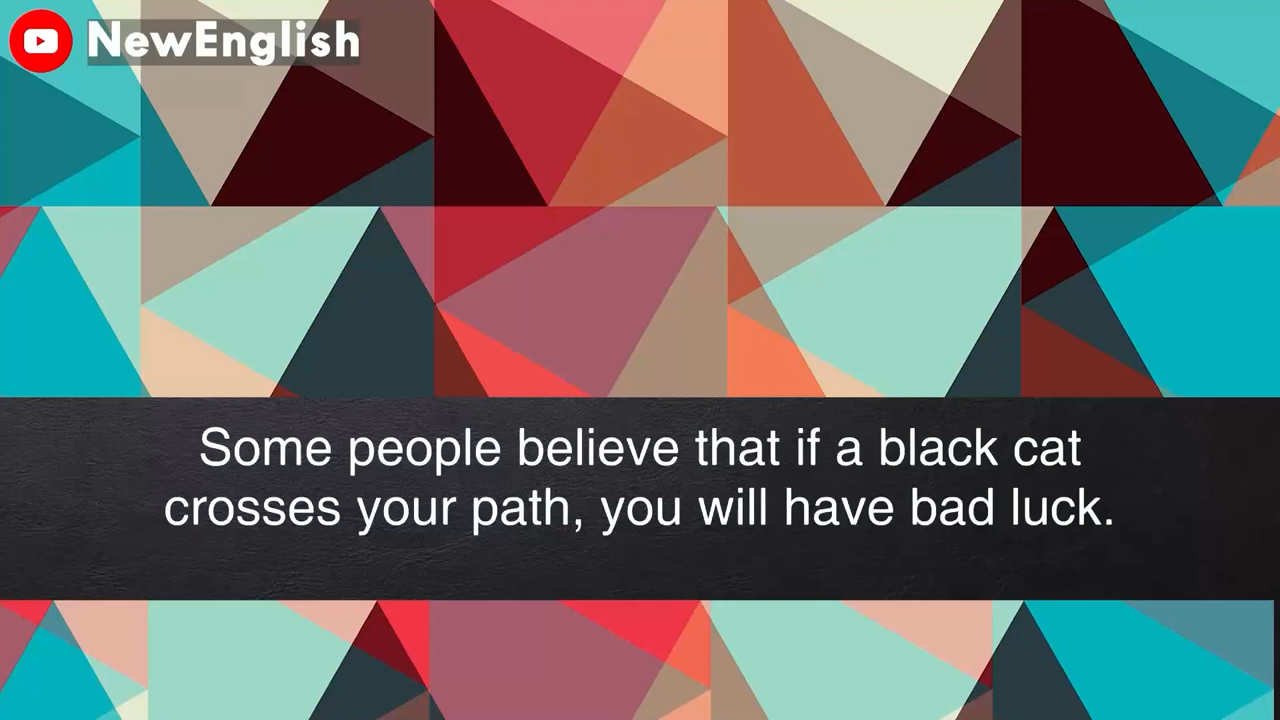 NewEnglish
Some people believe that if a black cat
crosses your path, you will have bad luck.